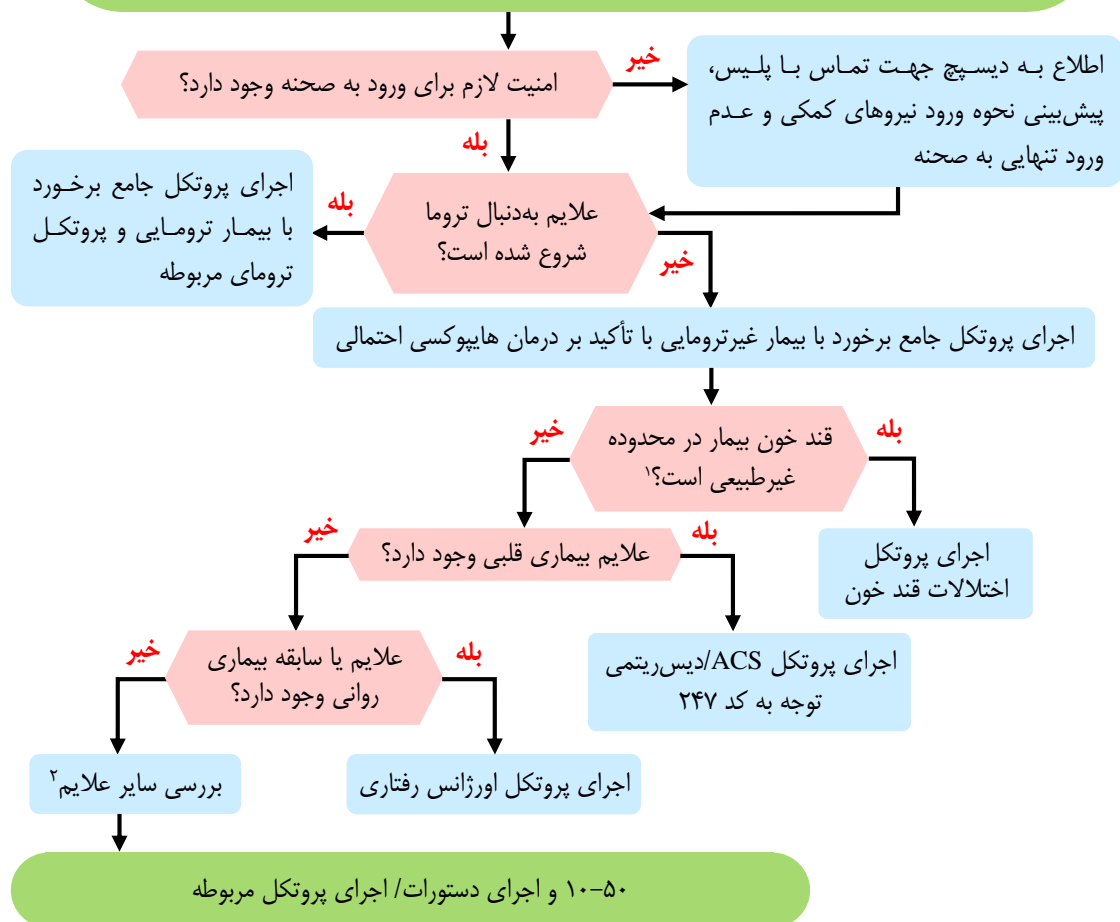 امنیت لازم برای ورود به صحنه وجود دارد؟
خیر
اطلاع به دیسپچ جهت تماس با پلیس،
پیش‌بینی نحوه ورود نیروهای کمکی و عدم
ورود تنهایی به صحنه
بله
علایم به‌دنبال تروما
شروع شده است؟
بله
اجرای پروتکل جامع برخورد
با بیمار ترومایی و پروتکل
ترومای مربوطه
خیر
اجرای پروتکل جامع برخورد با بیمار غیرترومایی با تأکید بر درمان هایپوکسی احتمالی
قند خون بیمار در محدوده
غیرطبیعی است؟۱
بله
خیر
اجرای پروتکل
اختلالات قند خون
علایم بیماری قلبی وجود دارد؟
بله
خیر
اجرای پروتکل ACS/دیس‌ریتمی
توجه به کد ۲۴۷
علایم یا سابقه بیماری
روانی وجود دارد؟
بله
خیر
اجرای پروتکل اورژانس رفتاری
بررسی سایر علایم۲
۱۰-۵۰ و اجرای دستورات/ اجرای پروتکل مربوطه